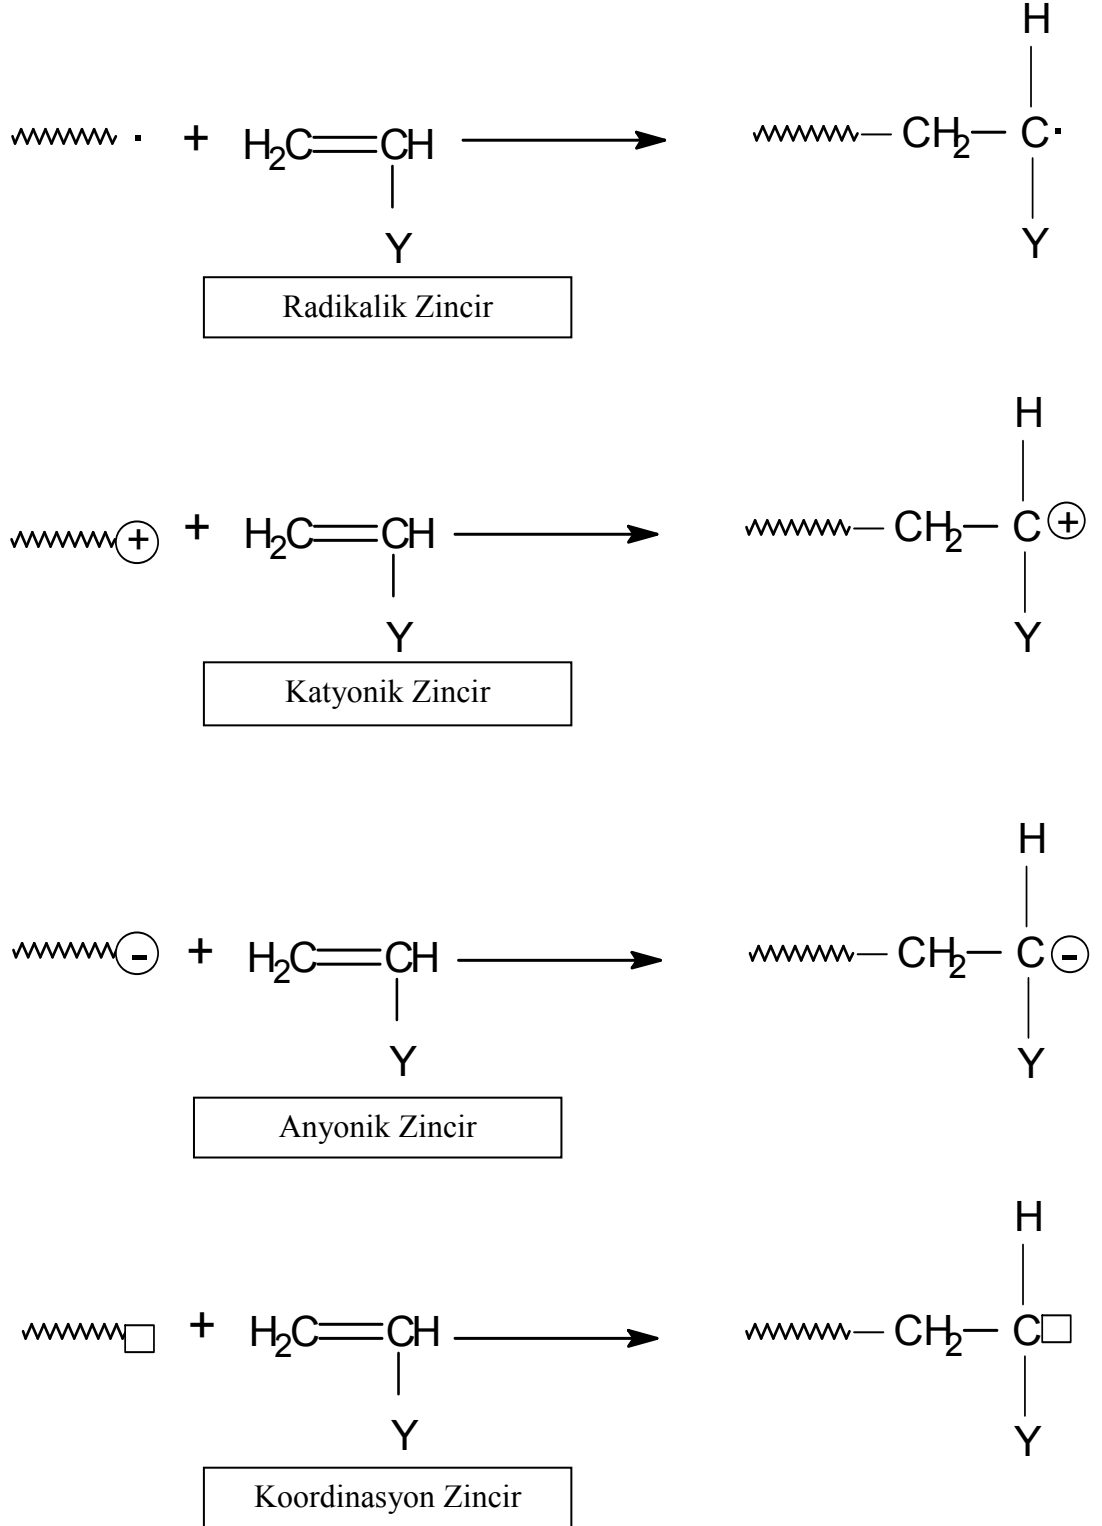 H
· + H₂C CH CH₂ C·
Y Y
Radikalik Zincir
H
+ + H₂C CH CH₂ C +
Y Y
Katyonik Zincir
H
- + H₂C CH CH₂ C -
Y Y
Anyonik Zincir
H
+ H₂C CH CH₂ C
Y Y
Koordinasyon Zincir